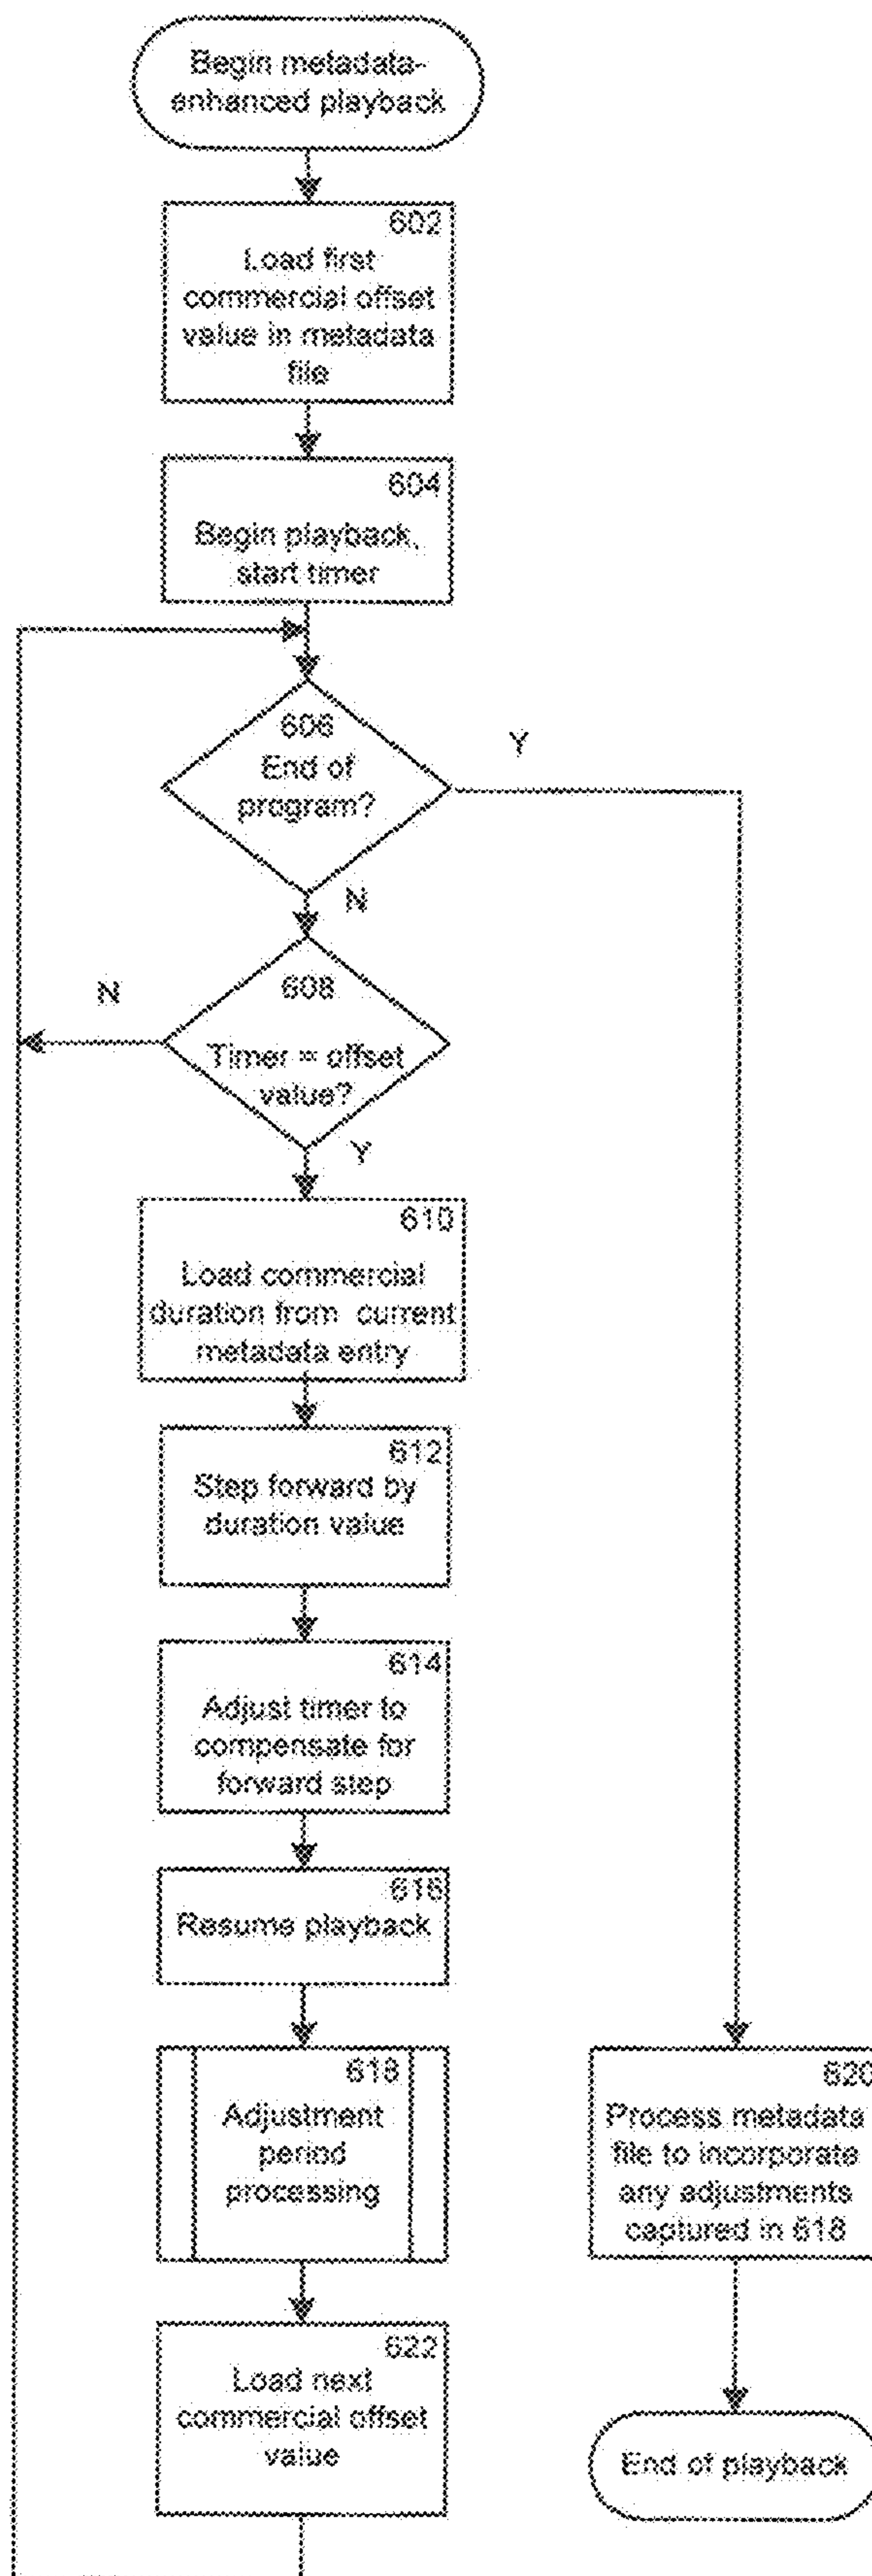 Begin metadata-
enhanced playback
602
Load first
commercial offset
value in metadata
file
604
Begin playback,
start timer
606
End of
program?
Y
N
608
Timer = offset
value?
N
Y
610
Load commercial
duration from current
metadata entry
612
Step forward by
duration value
614
Adjust timer to
compensate for
forward step
616
Resume playback
618
Adjustment
period
processing
620
Process metadata
file to incorporate
any adjustments
captured in 618
622
Load next
commercial offset
value
End of playback